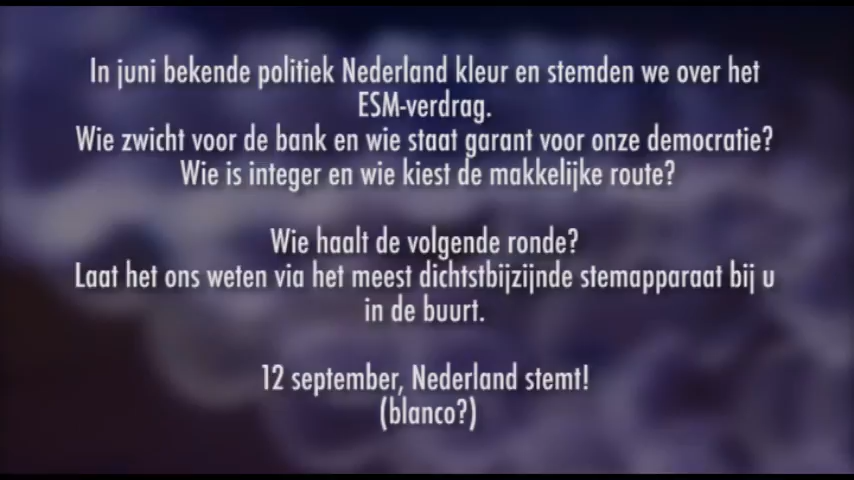 In juni bekende politiek Nederland kleur en stemden we over het
ESM-verdrag.
Wie zwicht voor de bank en wie staat garant voor onze democratie?
Wie is integer en wie kiest de makkelijke route?
Wie haalt de volgende ronde?
Laat het ons weten via het meest dichtstbijzijnde stemapparaat bij u
in de buurt.
12 september, Nederland stemt!
(blanco?)